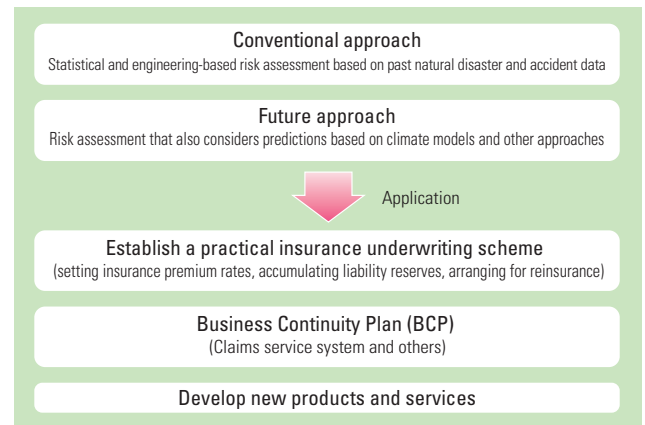 Conventional approach
Statistical and engineering-based risk assessment based on past natural disaster and accident data
Future approach
Risk assessment that also considers predictions based on climate models and other approaches
Application
Establish a practical insurance underwriting scheme
(setting insurance premium rates, accumulating liability reserves, arranging for reinsurance)
Business Continuity Plan (BCP)
(Claims service system and others)
Develop new products and services